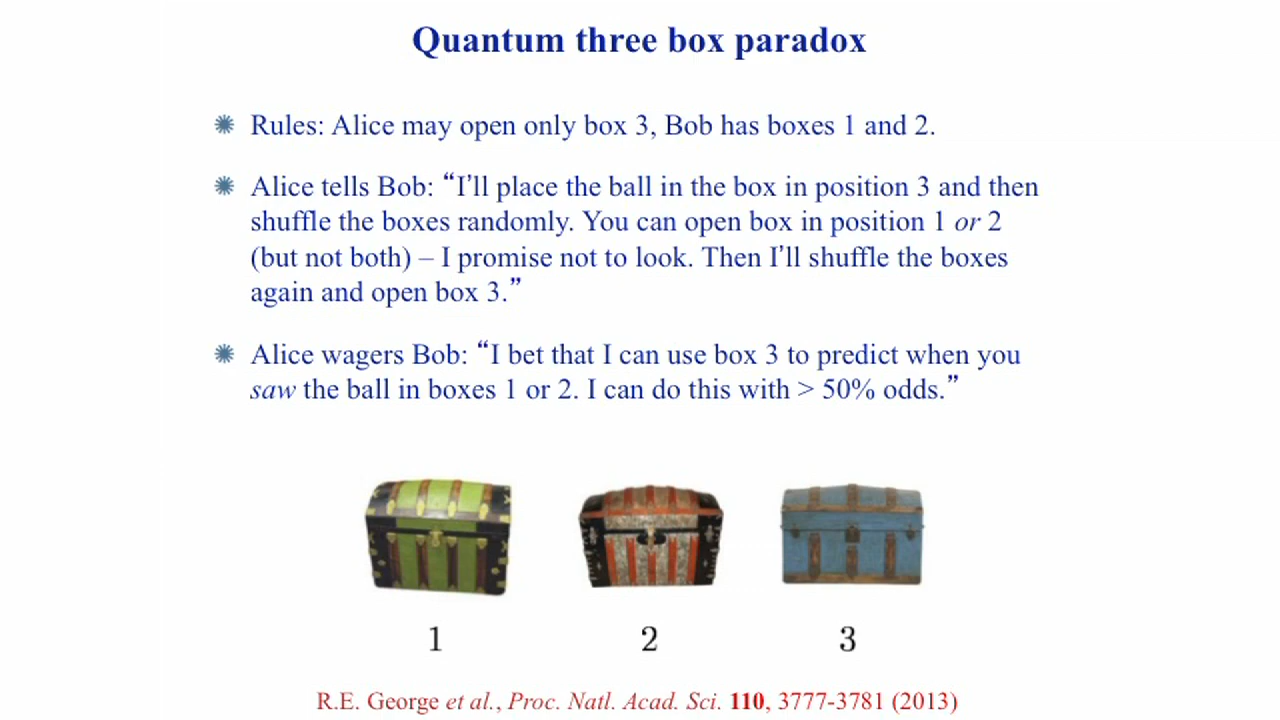 Quantum three box paradox
Rules: Alice may open only box 3, Bob has boxes 1 and 2.
Alice tells Bob: “I’ll place the ball in the box in position 3 and then
shuffle the boxes randomly. You can open box in position 1 or 2
(but not both) – I promise not to look. Then I’ll shuffle the boxes
again and open box 3.”
Alice wagers Bob: “I bet that I can use box 3 to predict when you
saw the ball in boxes 1 or 2. I can do this with > 50% odds.”
1 2 3
R.E. George et al., Proc. Natl. Acad. Sci. 110, 3777-3781 (2013)